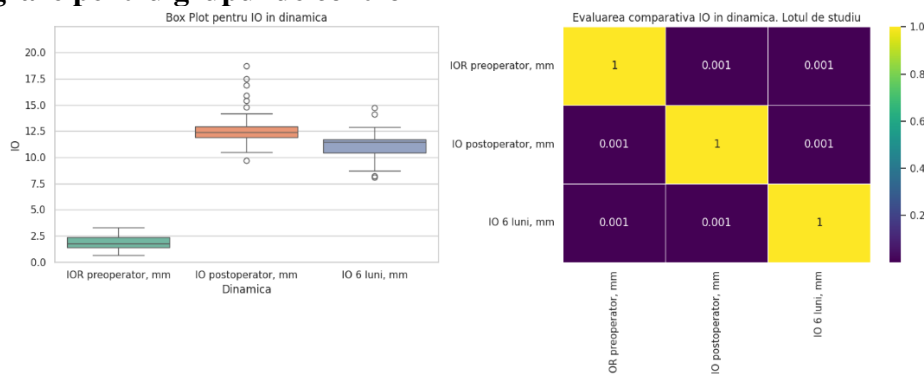 pentru
Box Plot pentru IO in dinamica
20.0
17.5
15.0
12.5
10.0
7.5
5.0
2.5
0.0
IO
IOR preoperator, mm
IO postoperator, mm
IO 6 luni, mm
Dinamica
Evaluarea comparativa IO in dinamica. Lotul de studiu
IOR preoperator, mm
1
0.001
0.001
IO postoperator, mm
0.001
1
0.001
IO 6 luni, mm
0.001
0.001
1
OR preoperator, mm
IO postoperator, mm
IO 6 luni, mm
1.0
0.8
0.6
0.4
0.2